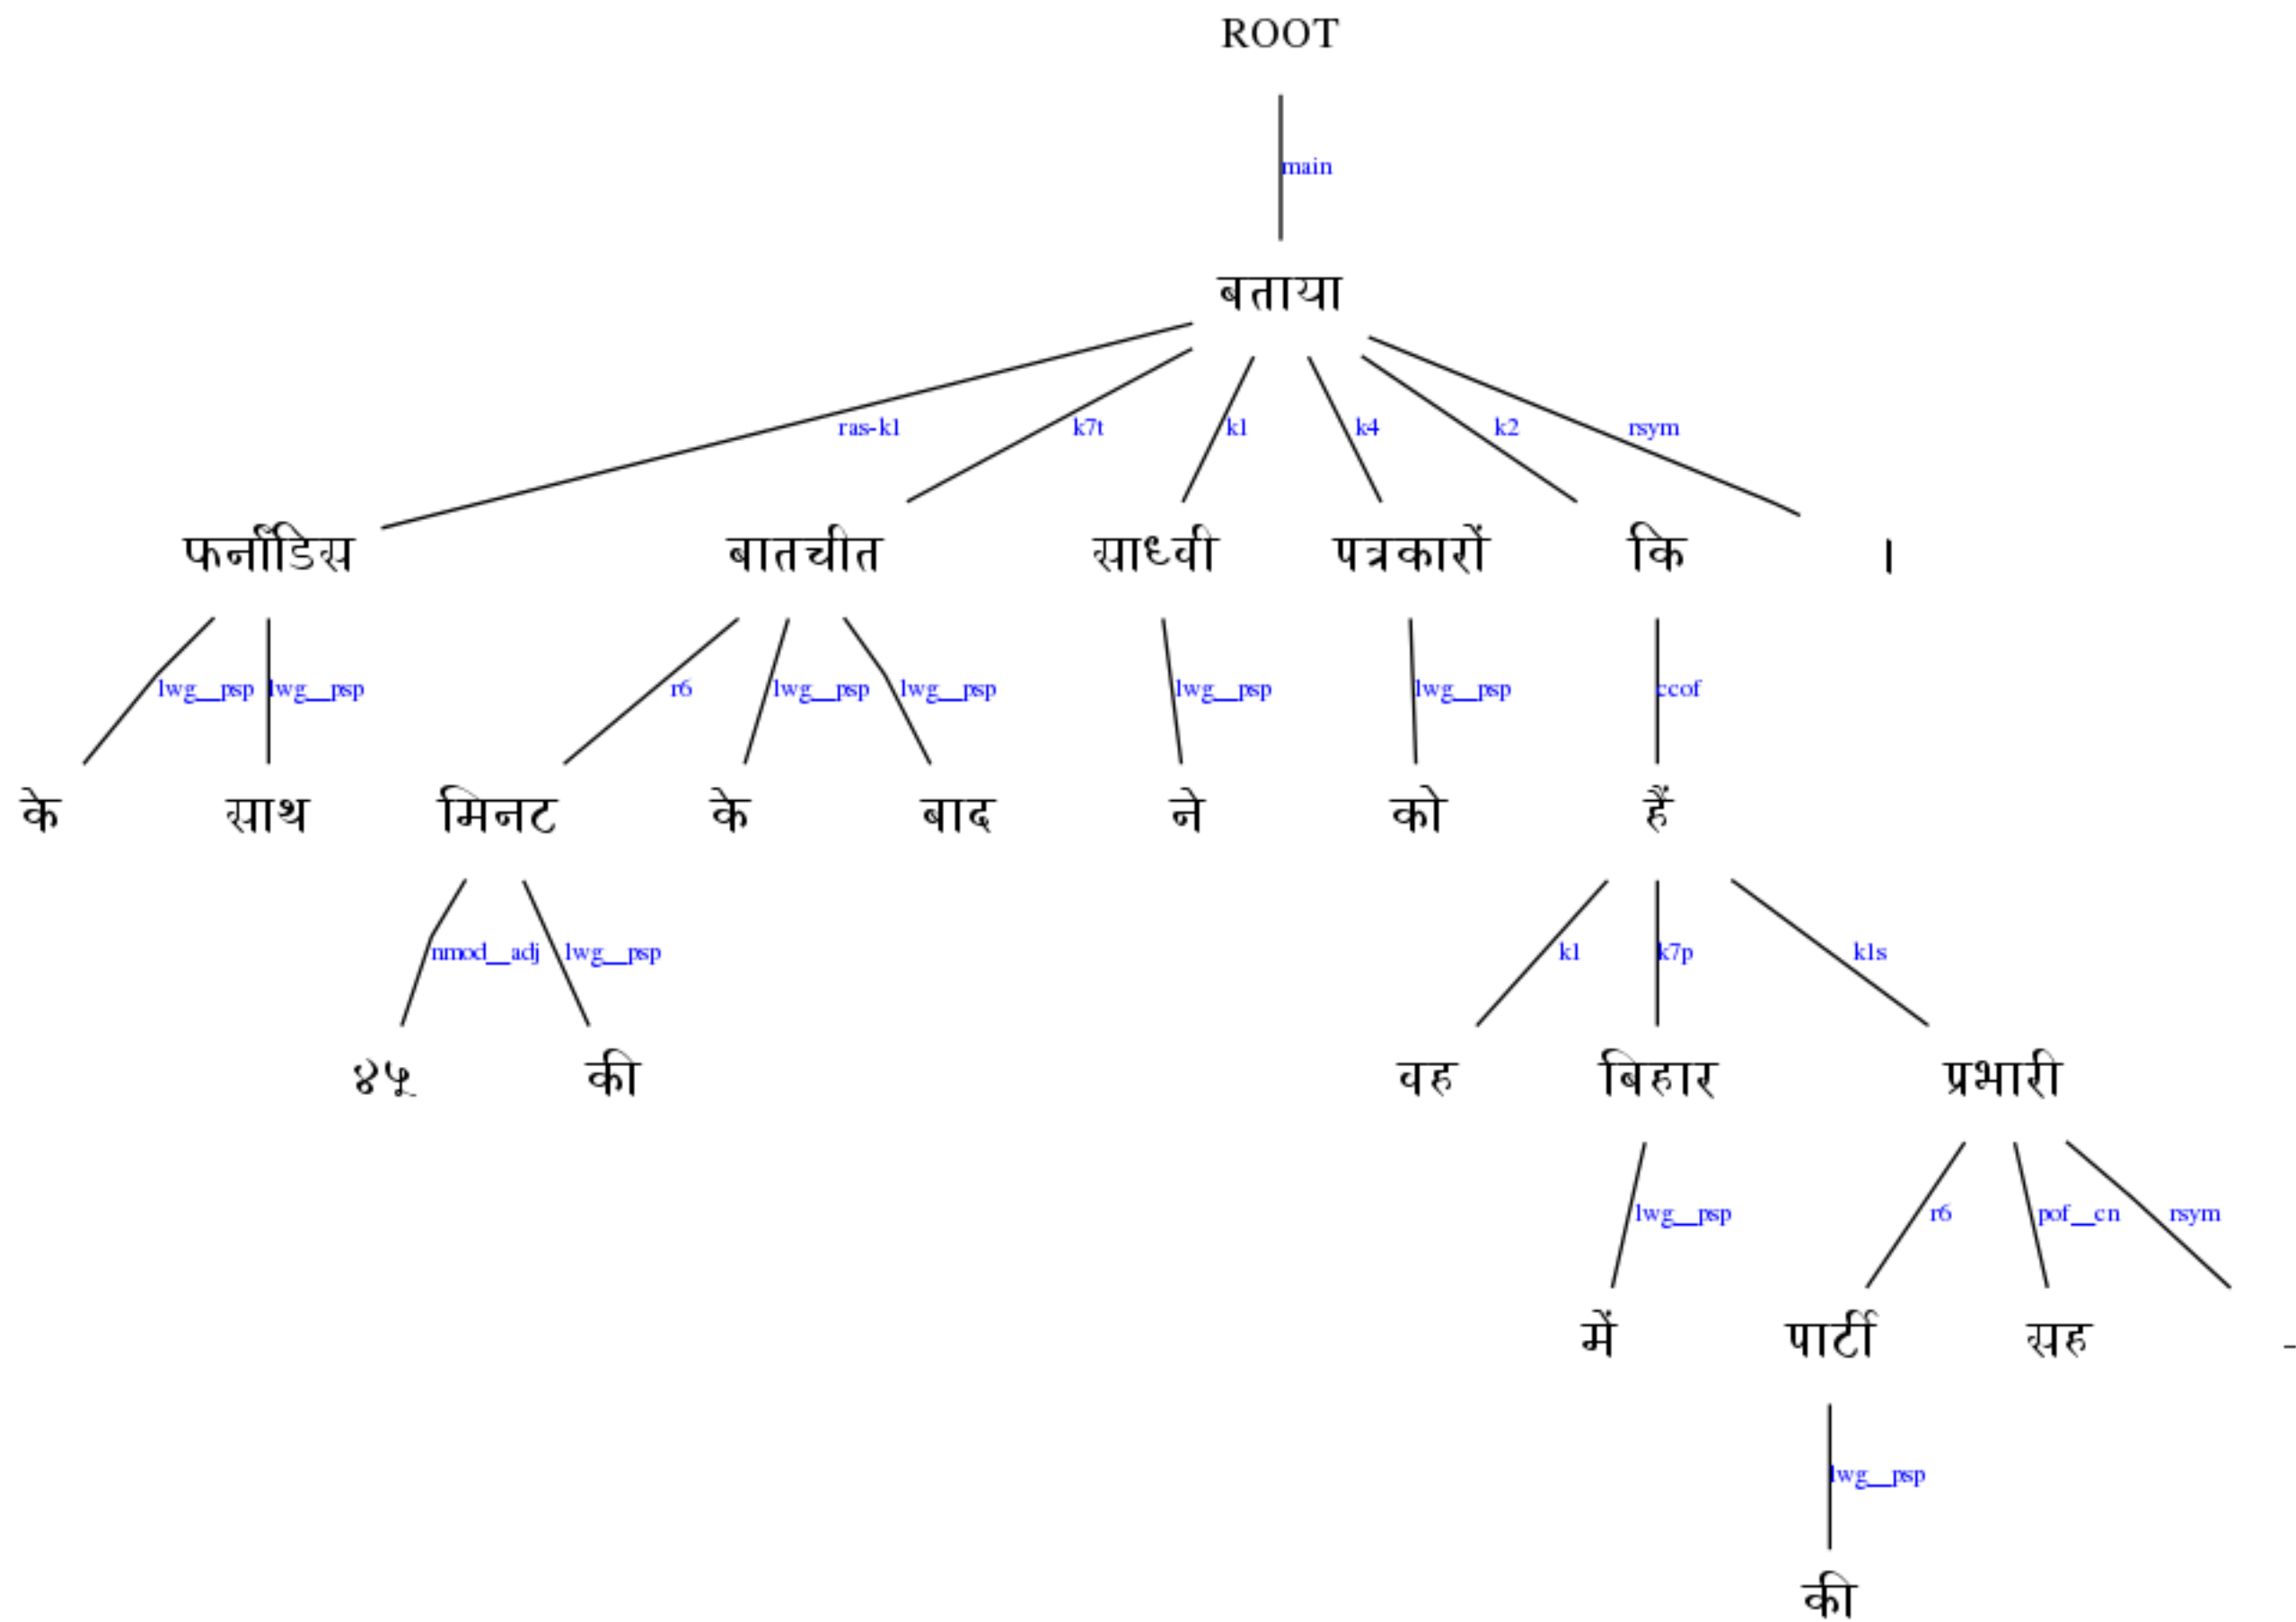 ROOT
main
बताया
ras-k1 k7t k1 k4 k2 rsym
फर्नांडिस बातचीत साध्वी पत्रकारों कि ।
lwg__psp lwg__psp r6 lwg__psp lwg__psp lwg__psp lwg__psp ccof
के साथ मिनट के बाद ने को हैं
nmod__adj lwg__psp k1 k7p k1s
४५ की वह बिहार प्रभारी
lwg__psp r6 pof__cn rsym
में पार्टी सह -
lwg__psp
की